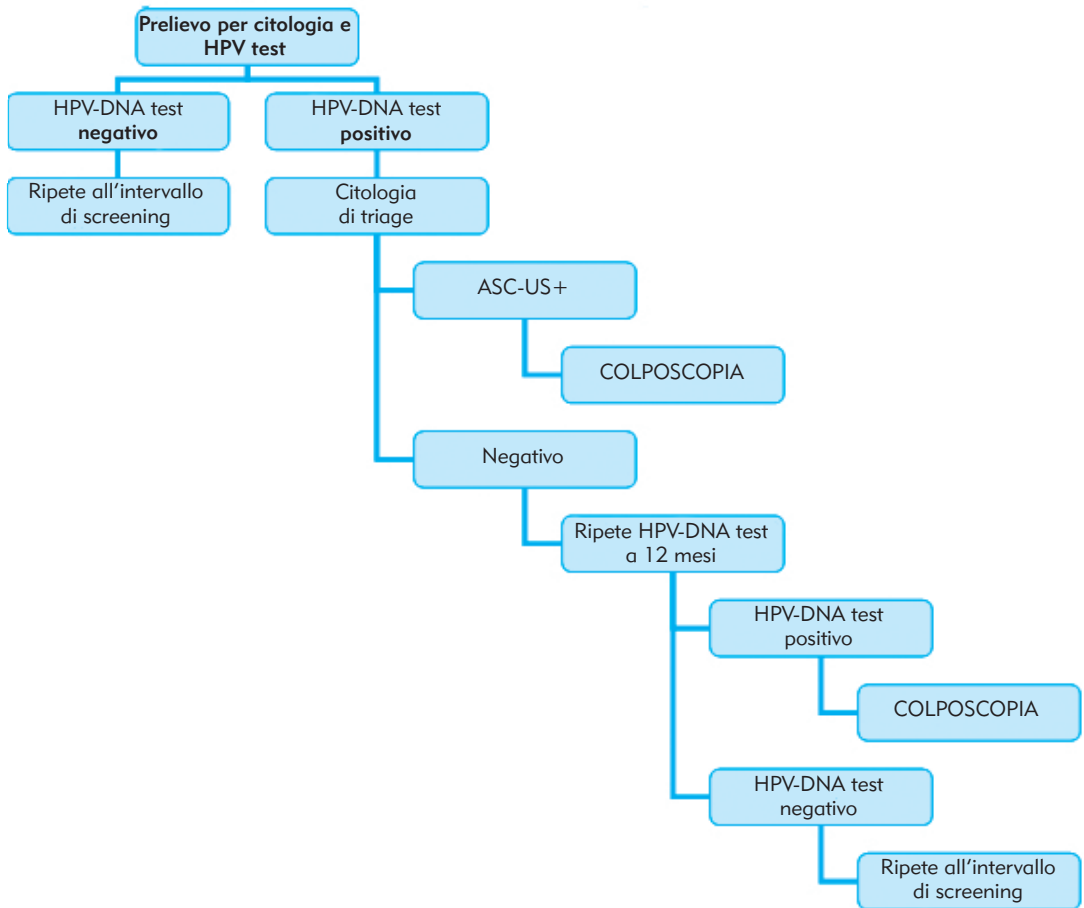 Prelievo per citologia e
HPV test
HPV-DNA test
negativo
HPV-DNA test
positivo
Ripete all'intervallo
di screening
Citologia
di triage
ASC-US+
COLPOSCOPIA
Negativo
Ripete HPV-DNA test
a 12 mesi
HPV-DNA test
positivo
COLPOSCOPIA
HPV-DNA test
negativo
Ripete all'intervallo
di screening